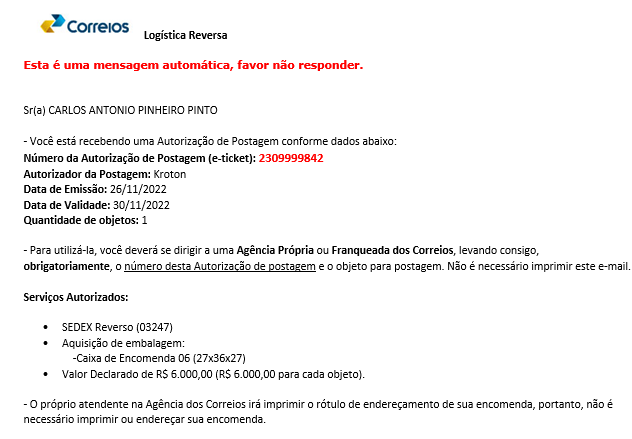 Correios
Logística Reversa
Esta é uma mensagem automática, favor não responder.
Sr(a) CARLOS ANTONIO PINHEIRO PINTO
- Você está recebendo uma Autorização de Postagem conforme dados abaixo:
Número da Autorização de Postagem (e-ticket): 2309999842
Autorizador da Postagem: Kroton
Data de Emissão: 26/11/2022
Data de Validade: 30/11/2022
Quantidade de objetos: 1
- Para utilizá-la, você deverá se dirigir a uma Agência Própria ou Franqueada dos Correios, levando consigo,
obrigatoriamente, o número desta Autorização de postagem e o objeto para postagem. Não é necessário imprimir este e-mail.
Serviços Autorizados:
• SEDEX Reverso (03247)
• Aquisição de embalagem:
-Caixa de Encomenda 06 (27x36x27)
• Valor Declarado de R$ 6.000,00 (R$ 6.000,00 para cada objeto).
- O próprio atendente na Agência dos Correios irá imprimir o rótulo de endereçamento de sua encomenda, portanto, não é
necessário imprimir ou endereçar sua encomenda.